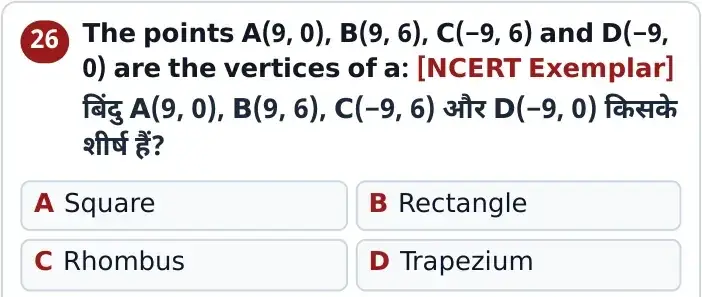 26 The points A(9, 0), B(9, 6), C(−9, 6) and D(−9,
0) are the vertices of a: [NCERT Exemplar]
बिंदु A(9, 0), B(9, 6), C(−9, 6) और D(−9, 0) किसके
शीर्ष हैं?
A Square B Rectangle
C Rhombus D Trapezium